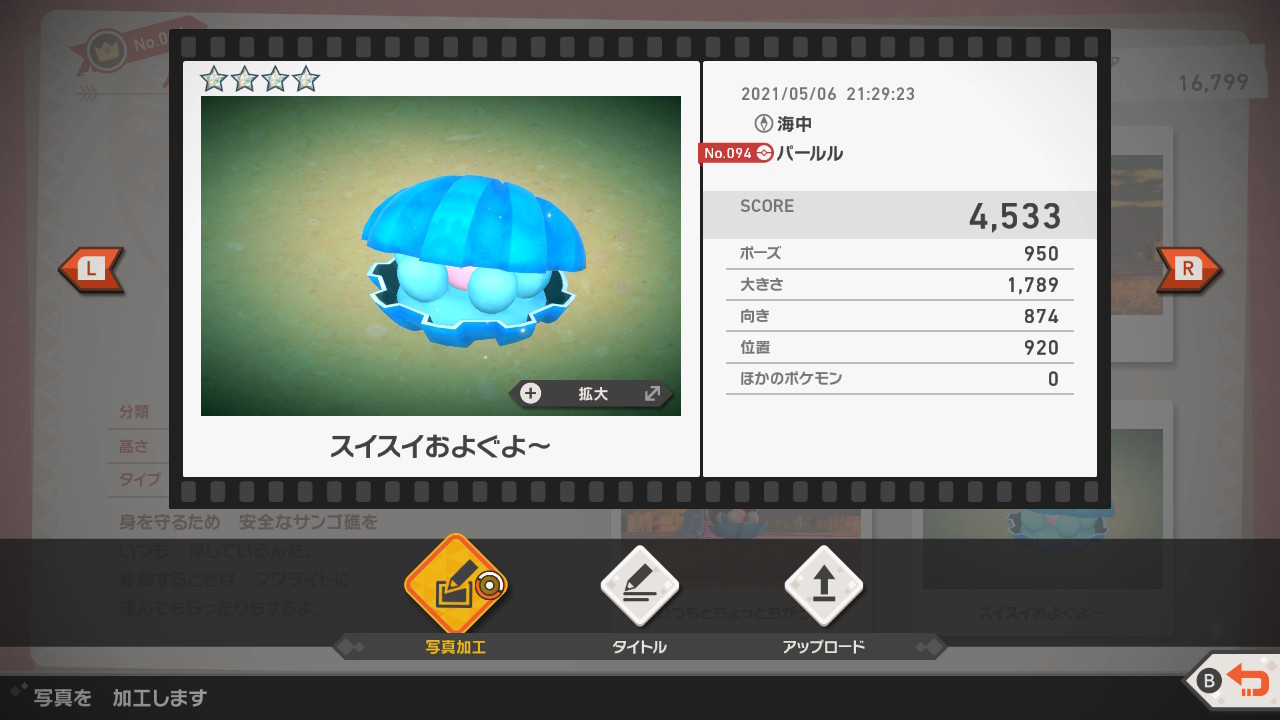 No.0
16,799
2021/05/06 21:29:23
海中
No.094 パールル
SCORE 4,533
ポーズ 950
大きさ 1,789
向き 874
位置 920
ほかのポケモン 0
拡大
スイスイおよぐよ～
L
R
分類
高さ
タイプ
身を守るため 安全なサンゴ礁を
いつも 探しているんだ。
移動するときは プワライドに
運んでもらったりもするよ。
いつもとちょっとちが
スイスイおよぐよ～
写真加工
タイトル
アップロード
B
写真を 加工します